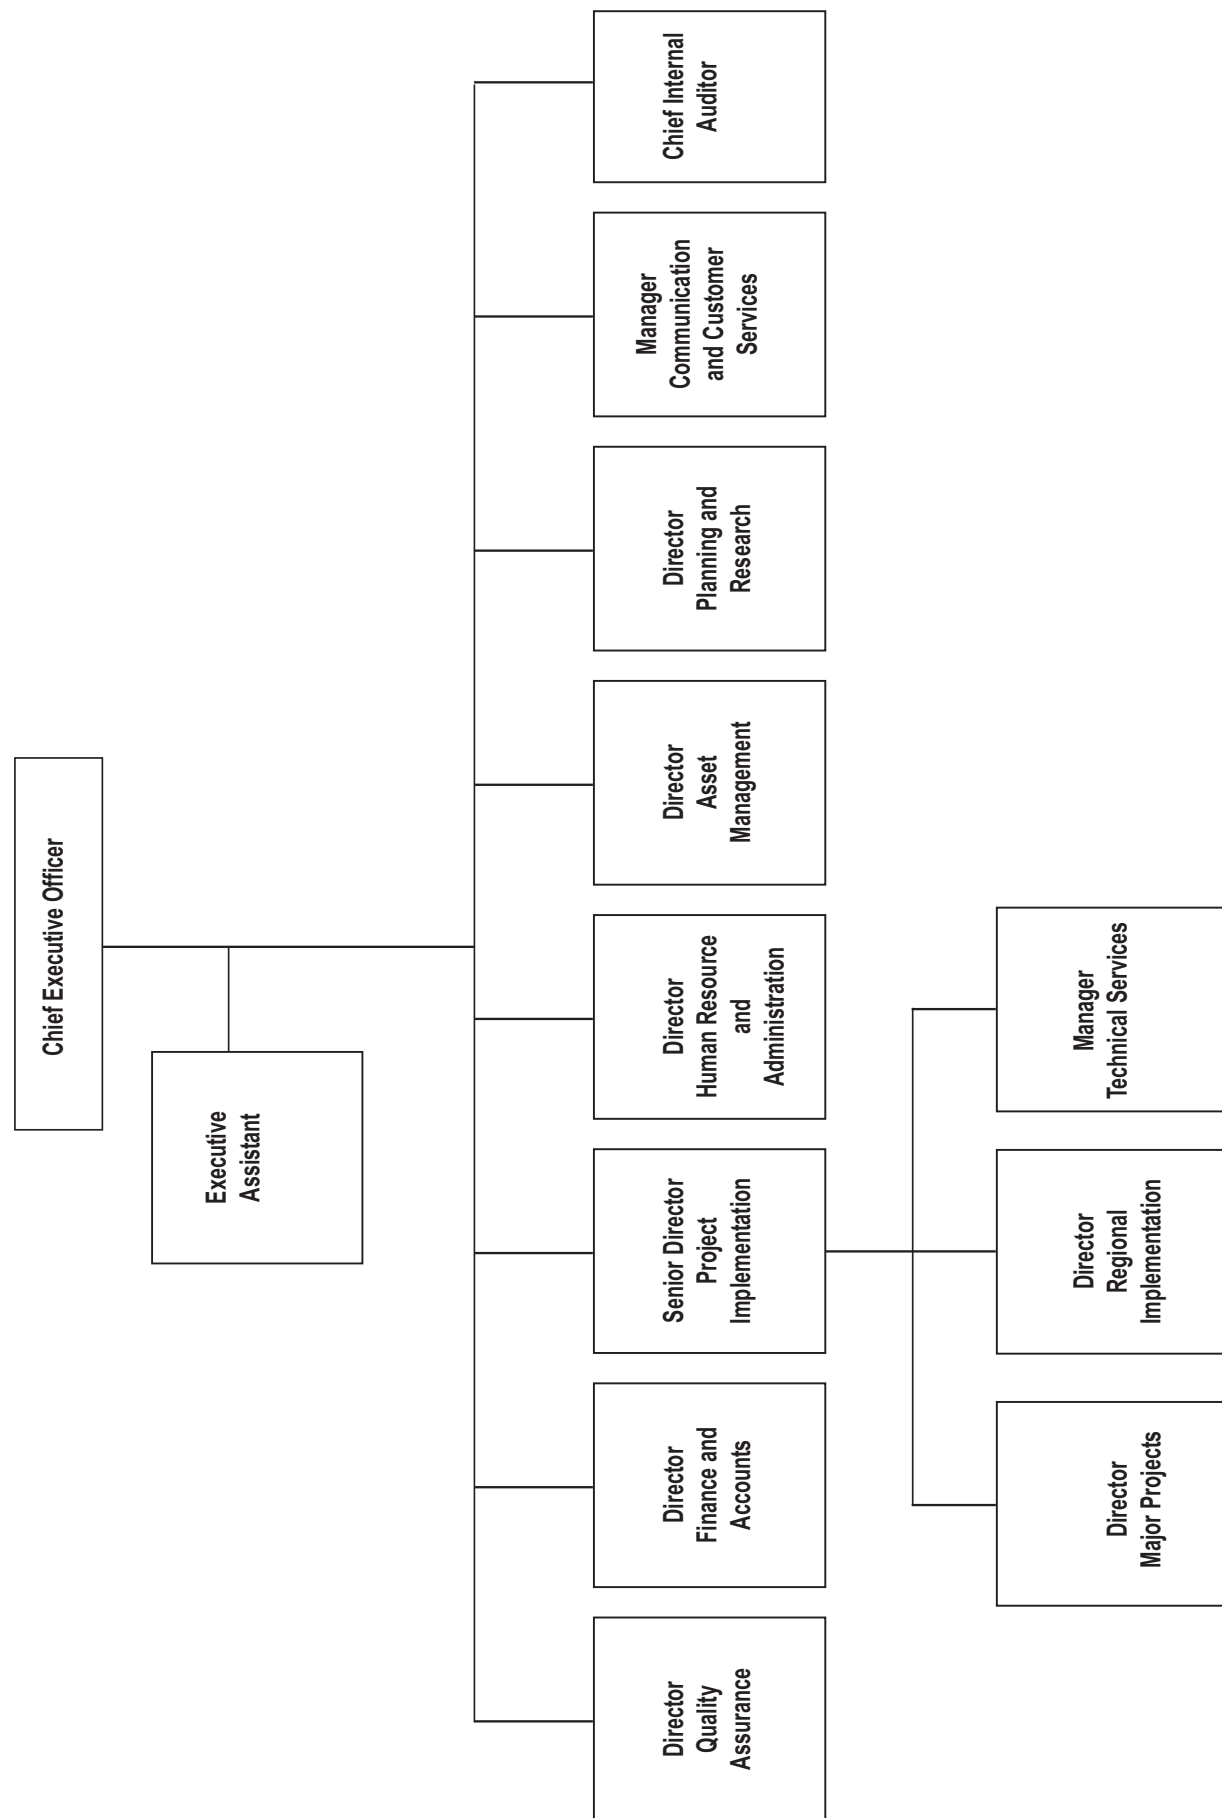 Chief Executive Officer
Executive
Assistant
Director
Quality
Assurance
Director
Finance and
Accounts
Senior Director
Project
Implementation
Director
Human Resource
and
Administration
Director
Asset
Management
Director
Planning and
Research
Manager
Communication
and Customer
Services
Chief Internal
Auditor
Director
Major Projects
Director
Regional
Implementation
Manager
Technical Services